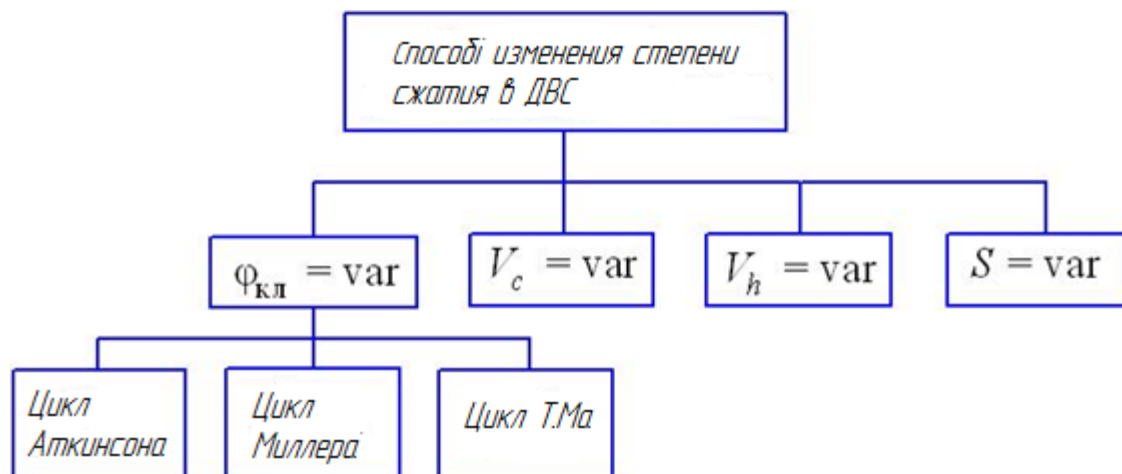 Способі изменения степени
сжатия в ДВС
φкл = var
Vc = var
Vh = var
S = var
Цикл
Аткинсона
Цикл
Миллера
Цикл Т.Ма